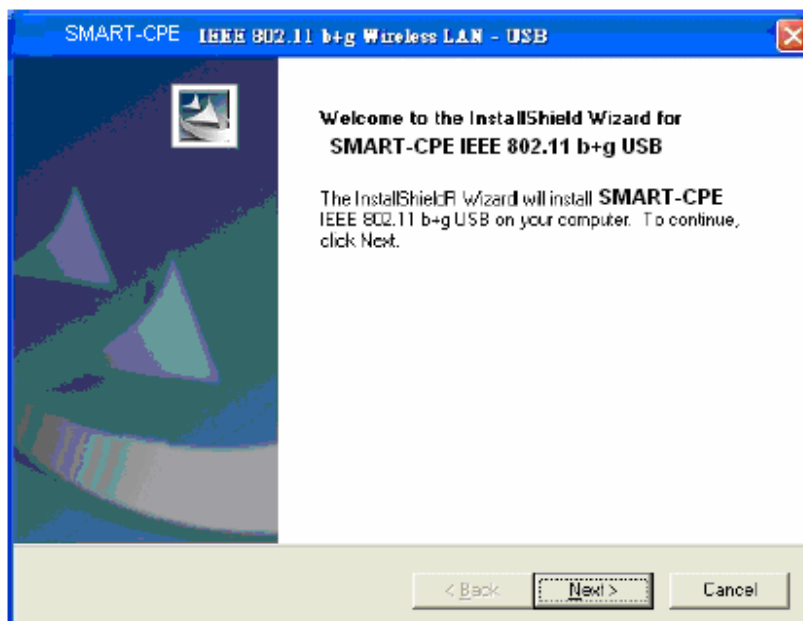 SMART-CPE IEEE 802.11 b+g Wireless LAN - USB
Welcome to the InstallShield Wizard for
SMART-CPE IEEE 802.11 b+g USB
The InstallShieldR Wizard will install SMART-CPE
IEEE 802.11 b+g USB on your computer. To continue,
click Next.
< Back
Next >
Cancel